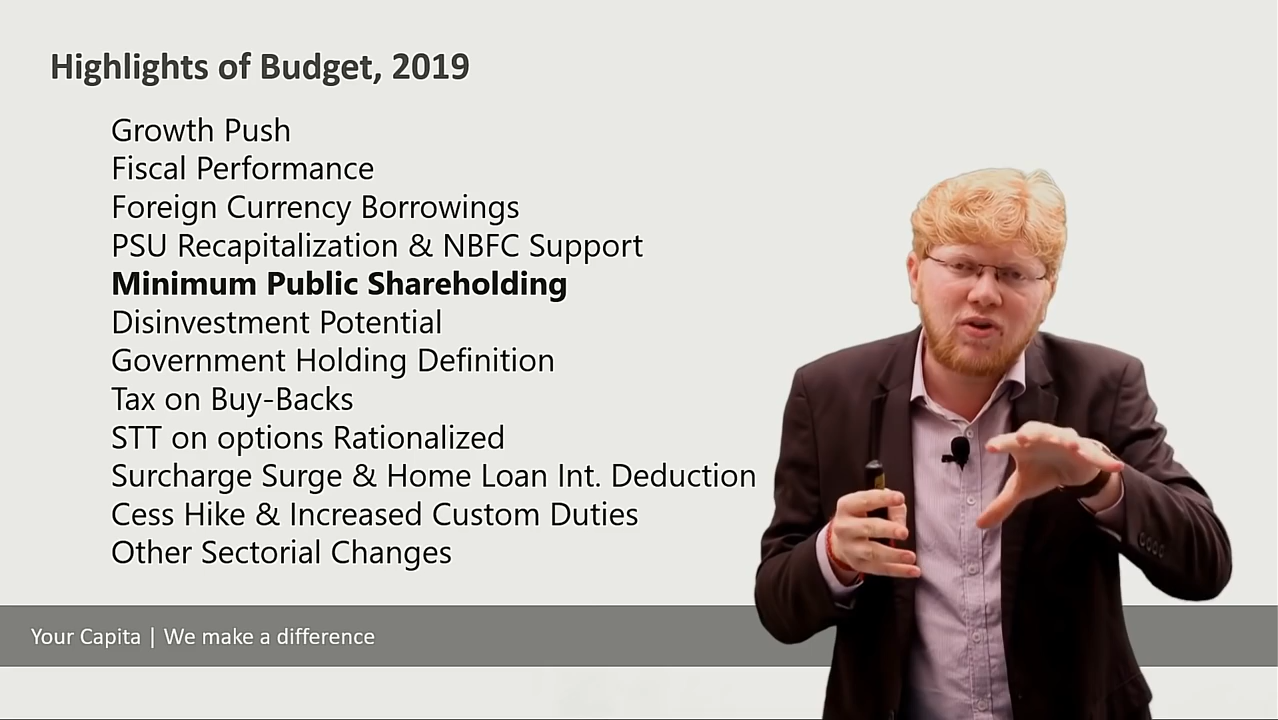 Highlights of Budget, 2019
Growth Push
Fiscal Performance
Foreign Currency Borrowings
PSU Recapitalization & NBFC Support
Minimum Public Shareholding
Disinvestment Potential
Government Holding Definition
Tax on Buy-Backs
STT on options Rationalized
Surcharge Surge & Home Loan Int. Deduction
Cess Hike & Increased Custom Duties
Other Sectorial Changes
Your Capita | We make a difference